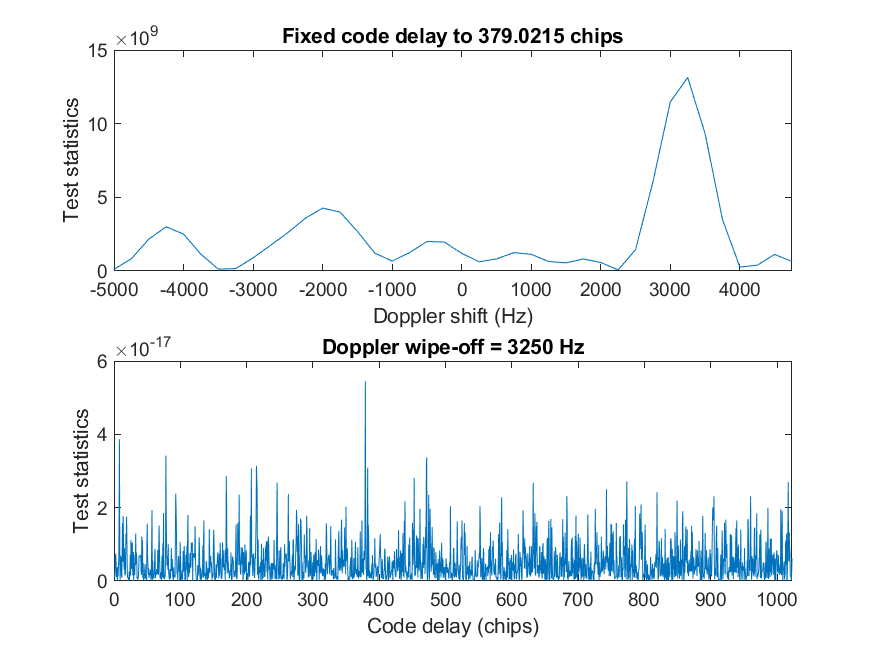 ×10^9
Fixed code delay to 379.0215 chips
15
10
5
0
Test statistics
-5000 -4000 -3000 -2000 -1000 0 1000 2000 3000 4000
Doppler shift (Hz)
×10^-17
Doppler wipe-off = 3250 Hz
6
4
2
0
Test statistics
0 100 200 300 400 500 600 700 800 900 1000
Code delay (chips)